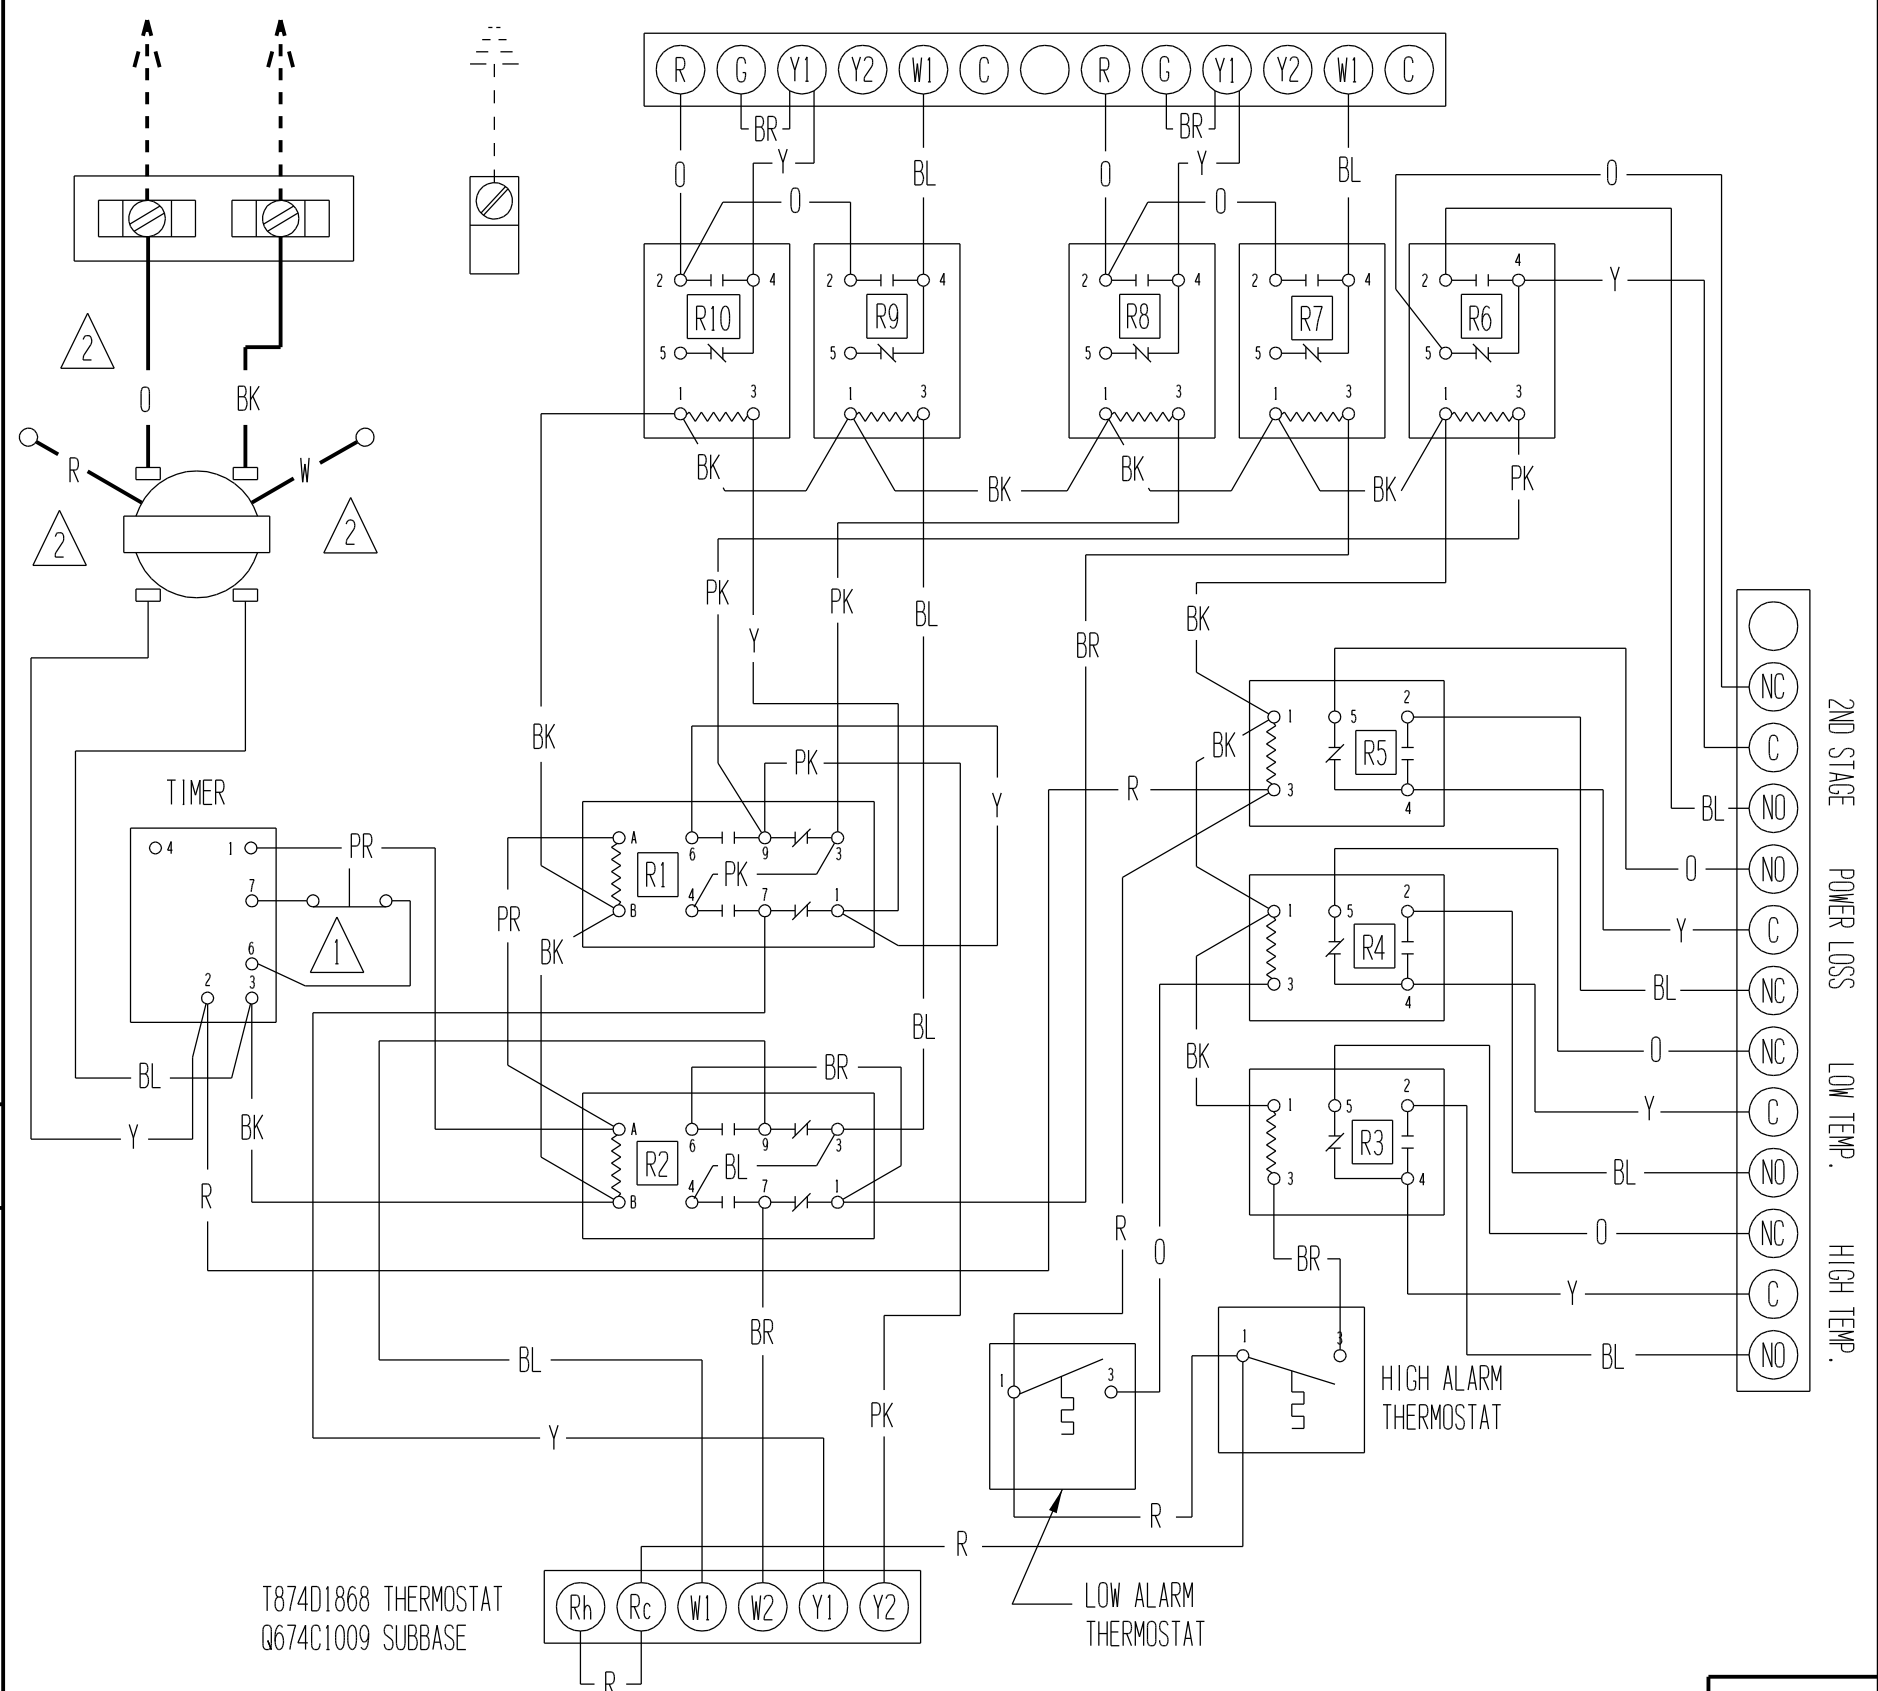 R G Y1 Y2 W1 C R G Y1 Y2 W1 C
BR BR
Y Y
O BL O BL O
O O
2 4 2 4 2 4 2 4 2 4 Y
R10 R9 R8 R7 R6
5 5 5 5 5
1 3 1 3 1 3 1 3 1 3
2
O BK
R W
2 2
BK BK BK BK PK
PK Y PK BL BR BK
NC
C
NO
NO
C
NC
NC
C
NO
NC
C
NO
2ND STAGE
POWER LOSS
LOW TEMP.
HIGH TEMP.
BL
O
Y
BL
O
Y
BL
O
Y
BL
BK
BK
1 5 2
R5
3 4
R
TIMER
4 1 PR
7
6
2 3
1
PK Y
A 6 9 3
R1 PK
B 4 7 1
PR BK
1 5 2
R4
3 4
BL
BK
BL
BK
Y
R
BR
A 6 9 3
R2 BL
B 4 7 1
1 5 2
R3
3 4
R O BR
BR
BL
PK
Y
1 3
1 3
HIGH ALARM
THERMOSTAT
R
R
LOW ALARM
THERMOSTAT
T874D1868 THERMOSTAT
Q674C1009 SUBBASE
Rh Rc W1 W2 Y1 Y2
R